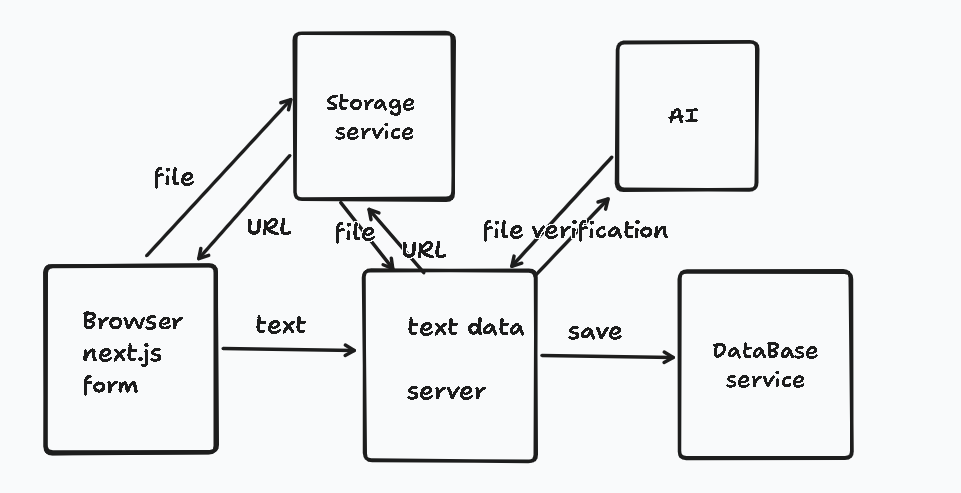 Storage
service
AI
file
URL
file
URL
file verification
Browser
next.js
form
text
text data
server
save
DataBase
service